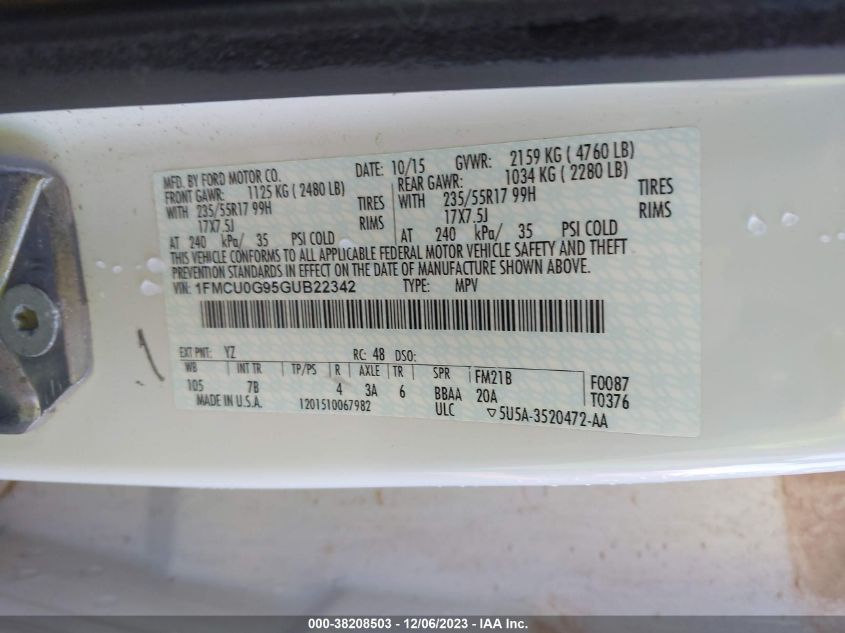 MFD. BY FORD MOTOR CO. DATE: 10/15 GVWR: 2159 KG ( 4760 LB)
FRONT GAWR: 1125 KG ( 2480 LB) REAR GAWR: 1034 KG ( 2280 LB)
WITH 235/55R17 99H TIRES WITH 235/55R17 99H TIRES
17X7.5J RIMS 17X7.5J RIMS
AT 240 kPa/ 35 PSI COLD AT 240 kPa/ 35 PSI COLD
THIS VEHICLE CONFORMS TO ALL APPLICABLE FEDERAL MOTOR VEHICLE SAFETY AND THEFT
PREVENTION STANDARDS IN EFFECT ON THE DATE OF MANUFACTURE SHOWN ABOVE.
VIN: 1FMCU0G95GUB22342 TYPE: MPV
EXT PNT: YZ RC: 48 DSO:
WB INT TR TP/PS R AXLE TR SPR FM21B F0087
105 7B 4 3A 6 BBAA 20A T0376
MADE IN U.S.A. 1201510067982 ULC 5U5A-3520472-AA
000-38208503 - 12/06/2023 - IAA Inc.